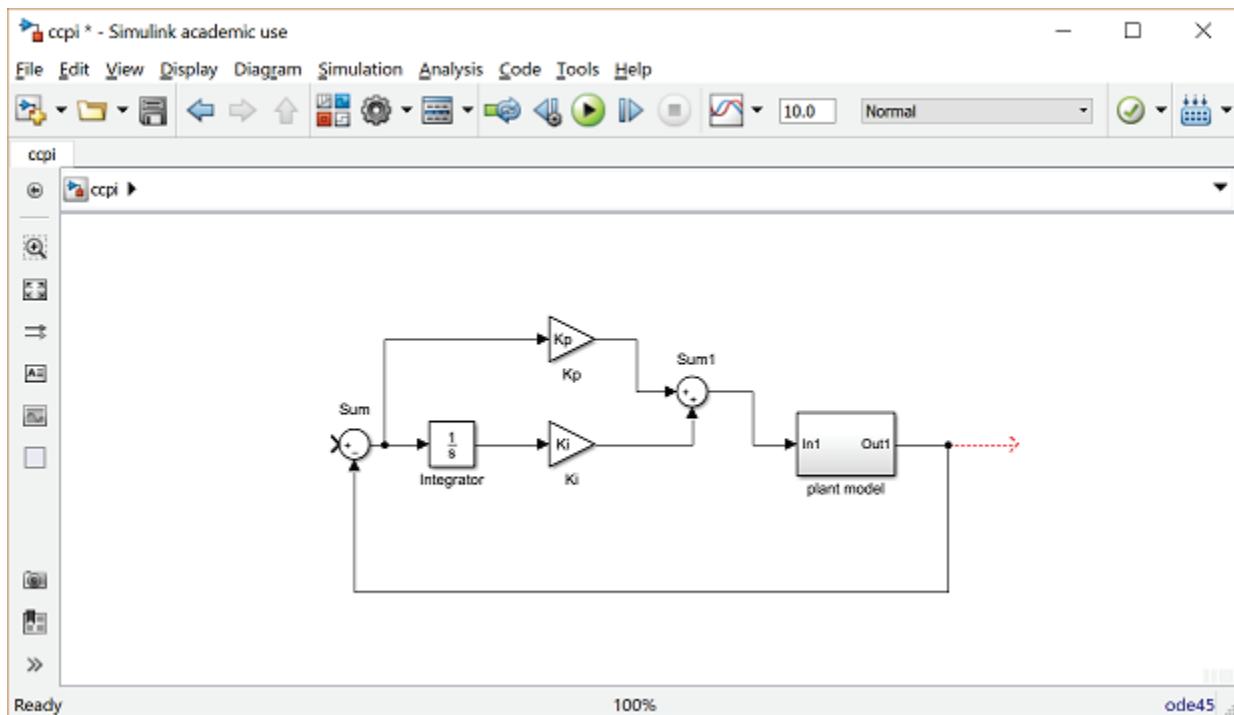 ccpi * - Simulink academic use
File Edit View Display Diagram Simulation Analysis Code Tools Help
10.0 Normal
ccpi
ccpi
Kp
Kp
Sum1
+
+
Sum
+
−
1
s
Integrator
Ki
Ki
In1 Out1
plant model
Ready 100% ode45